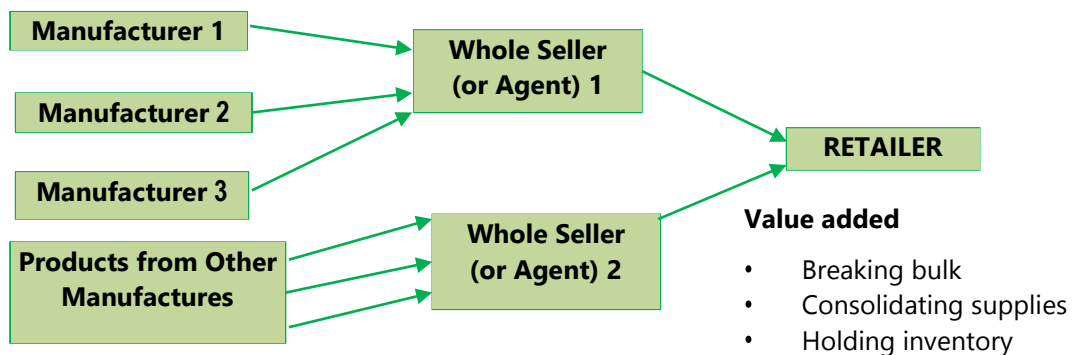 Manufacturer 1
Manufacturer 2
Manufacturer 3
Products from Other
Manufactures
Whole Seller
(or Agent) 1
Whole Seller
(or Agent) 2
RETAILER
Value added
• Breaking bulk
• Consolidating supplies
• Holding inventory